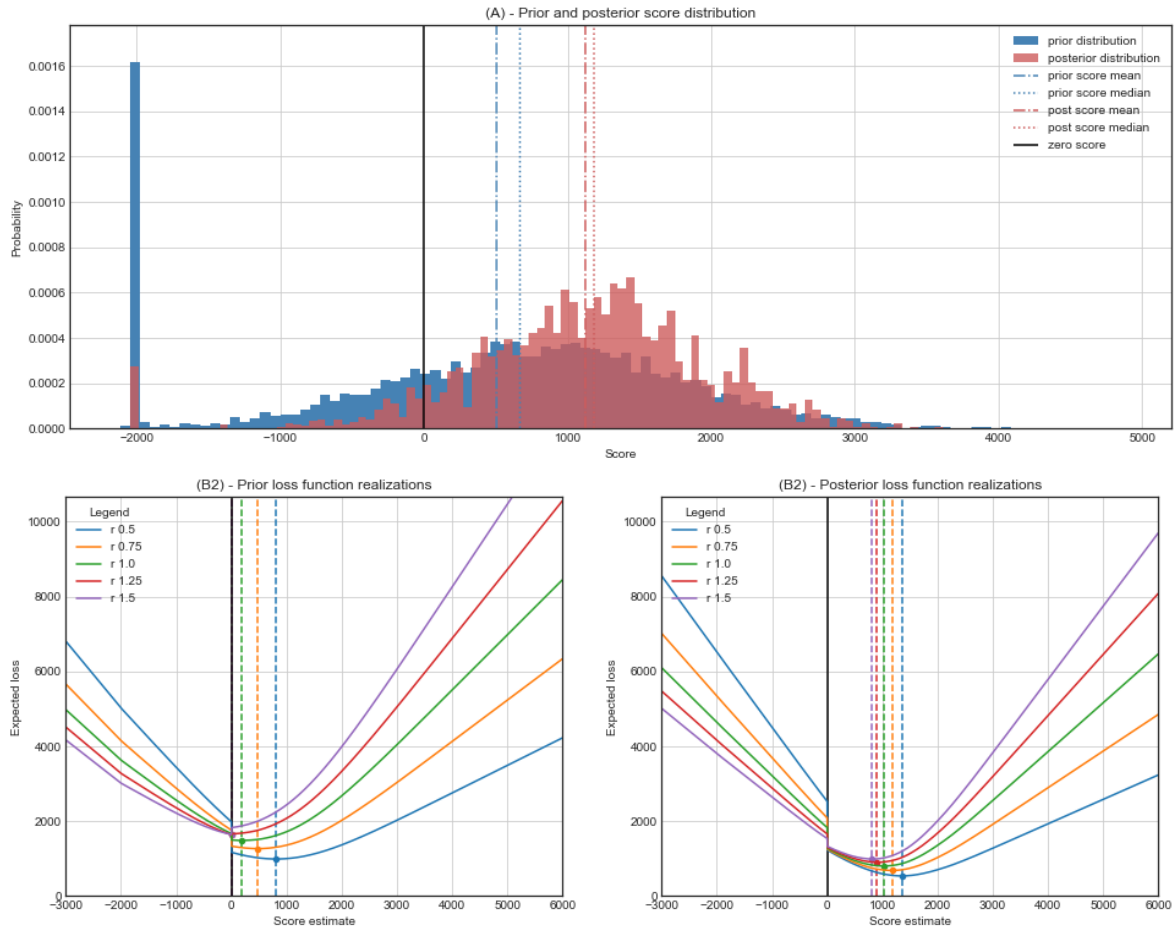 (A) - Prior and posterior score distribution
prior distribution
posterior distribution
prior score mean
prior score median
post score mean
post score median
zero score
0.0016
0.0014
0.0012
0.0010
0.0008
0.0006
0.0004
0.0002
0.0000
Probability
−2000 −1000 0 1000 2000 3000 4000 5000
Score
(B2) - Prior loss function realizations
Legend
r 0.5
r 0.75
r 1.0
r 1.25
r 1.5
10000
8000
6000
4000
2000
0
Expected loss
−3000 −2000 −1000 0 1000 2000 3000 4000 5000 6000
Score estimate
(B2) - Posterior loss function realizations
Legend
r 0.5
r 0.75
r 1.0
r 1.25
r 1.5
10000
8000
6000
4000
2000
0
Expected loss
−3000 −2000 −1000 0 1000 2000 3000 4000 5000 6000
Score estimate